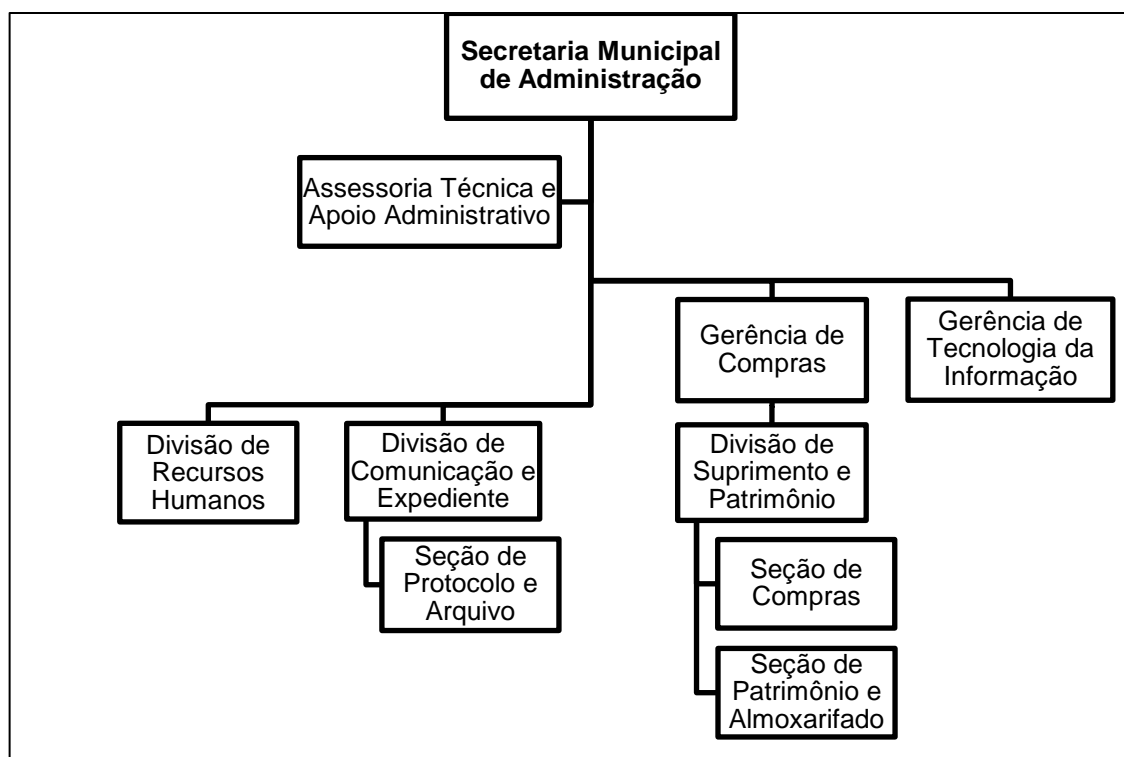 Secretaria Municipal
de Administração
Assessoria Técnica e
Apoio Administrativo
Gerência de
Compras
Gerência de
Tecnologia da
Informação
Divisão de
Recursos
Humanos
Divisão de
Comunicação e
Expediente
Divisão de
Suprimento e
Patrimônio
Seção de
Protocolo e
Arquivo
Seção de
Compras
Seção de
Patrimônio e
Almoxarifado